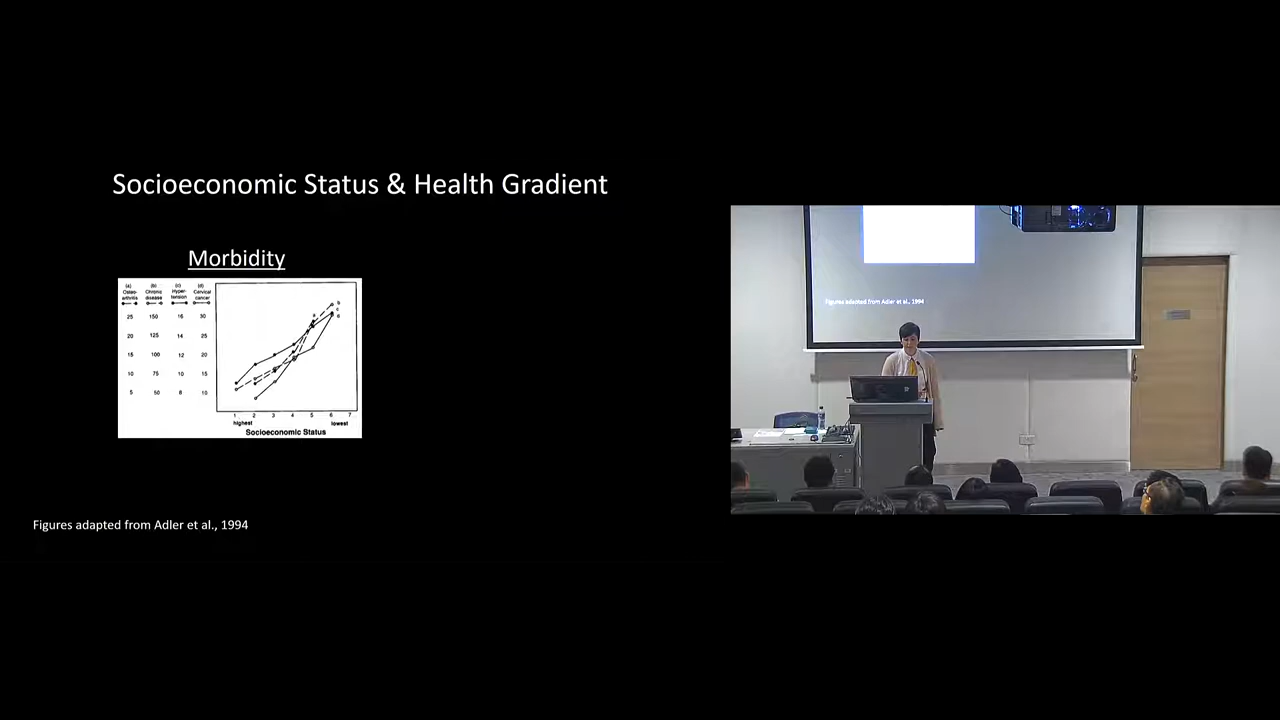 Socioeconomic Status & Health Gradient
Morbidity
(a) (b) (c) (d)
Osteo- Chronic Hyper- Cervical
arthritis disease tension cancer
25 150 16 30
20 125 14 25
15 100 12 20
10 75 10 15
5 50 8 10
a
b
c
d
1 2 3 4 5 6 7
highest lowest
Socioeconomic Status
Figures adapted from Adler et al., 1994
Figures adapted from Adler et al., 1994